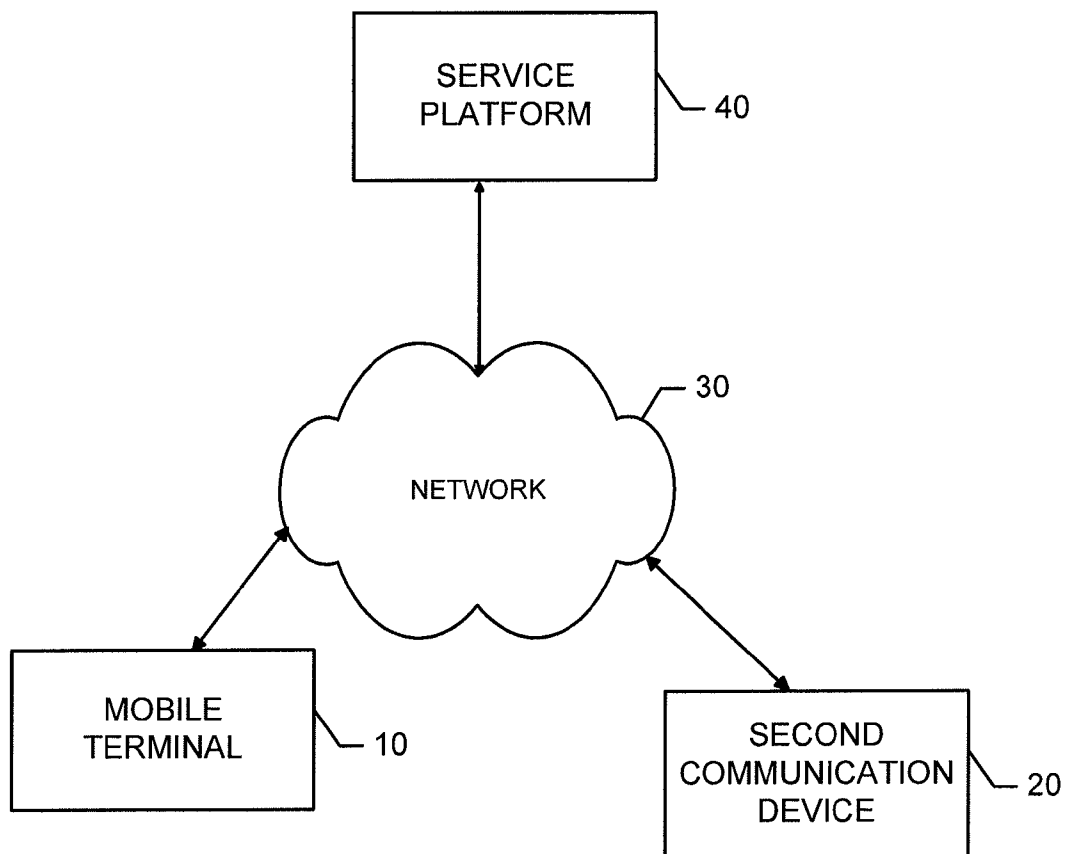 SERVICE
PLATFORM
40
30
NETWORK
MOBILE
TERMINAL
10
SECOND
COMMUNICATION
DEVICE
20